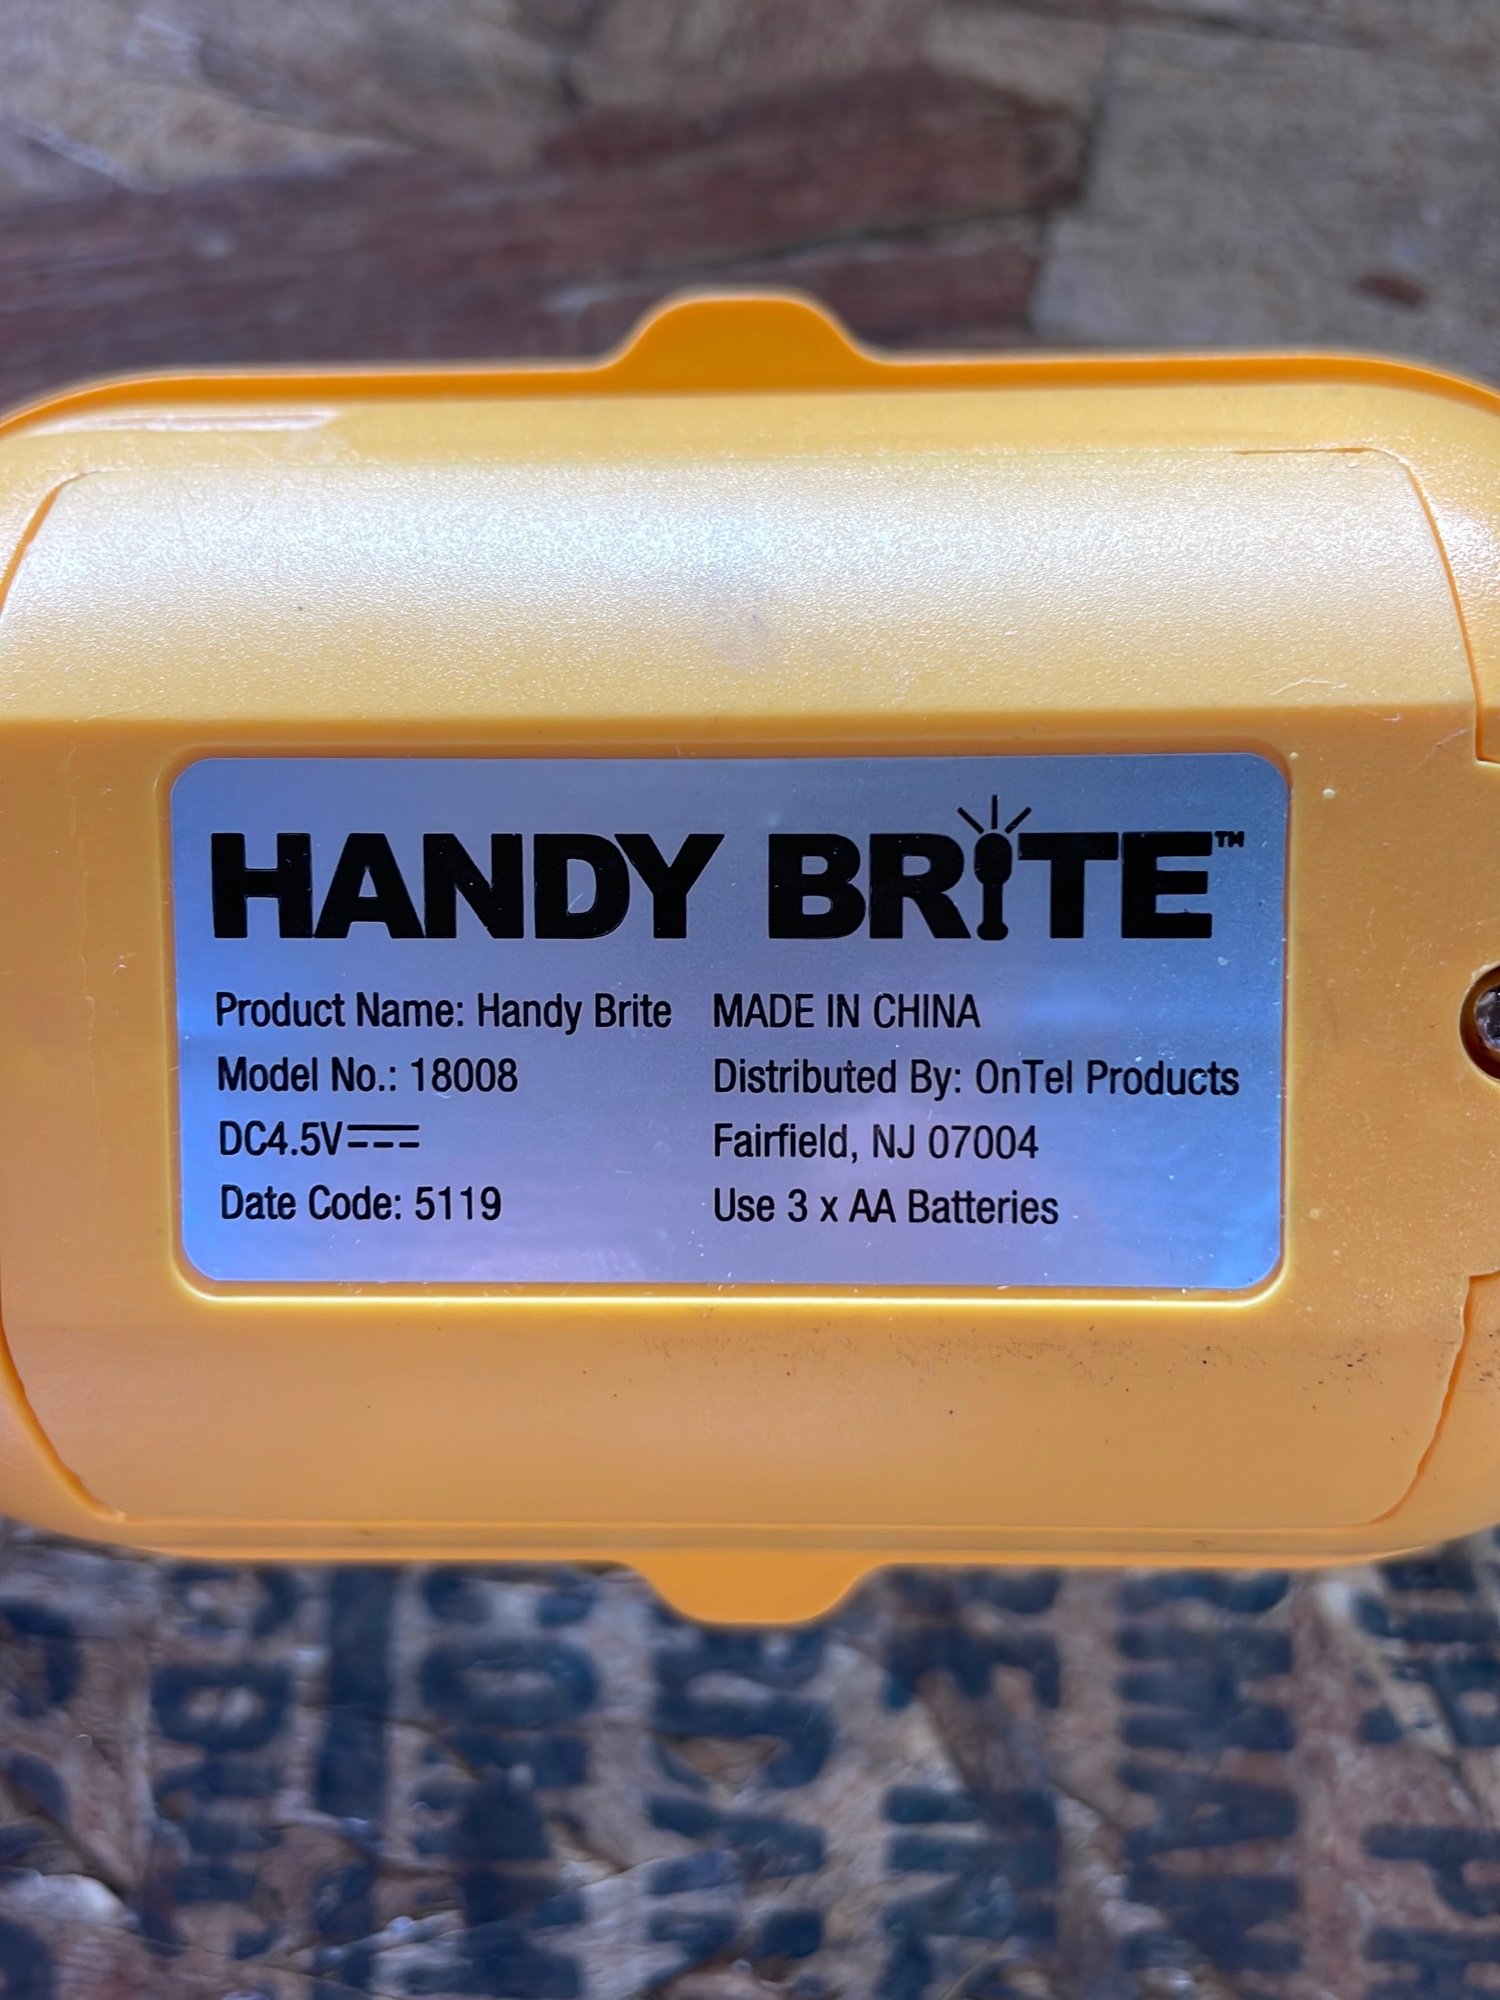 HANDY BRITE™
Product Name: Handy Brite
Model No.: 18008
DC4.5V⎓
Date Code: 5119
MADE IN CHINA
Distributed By: OnTel Products
Fairfield, NJ 07004
Use 3 x AA Batteries